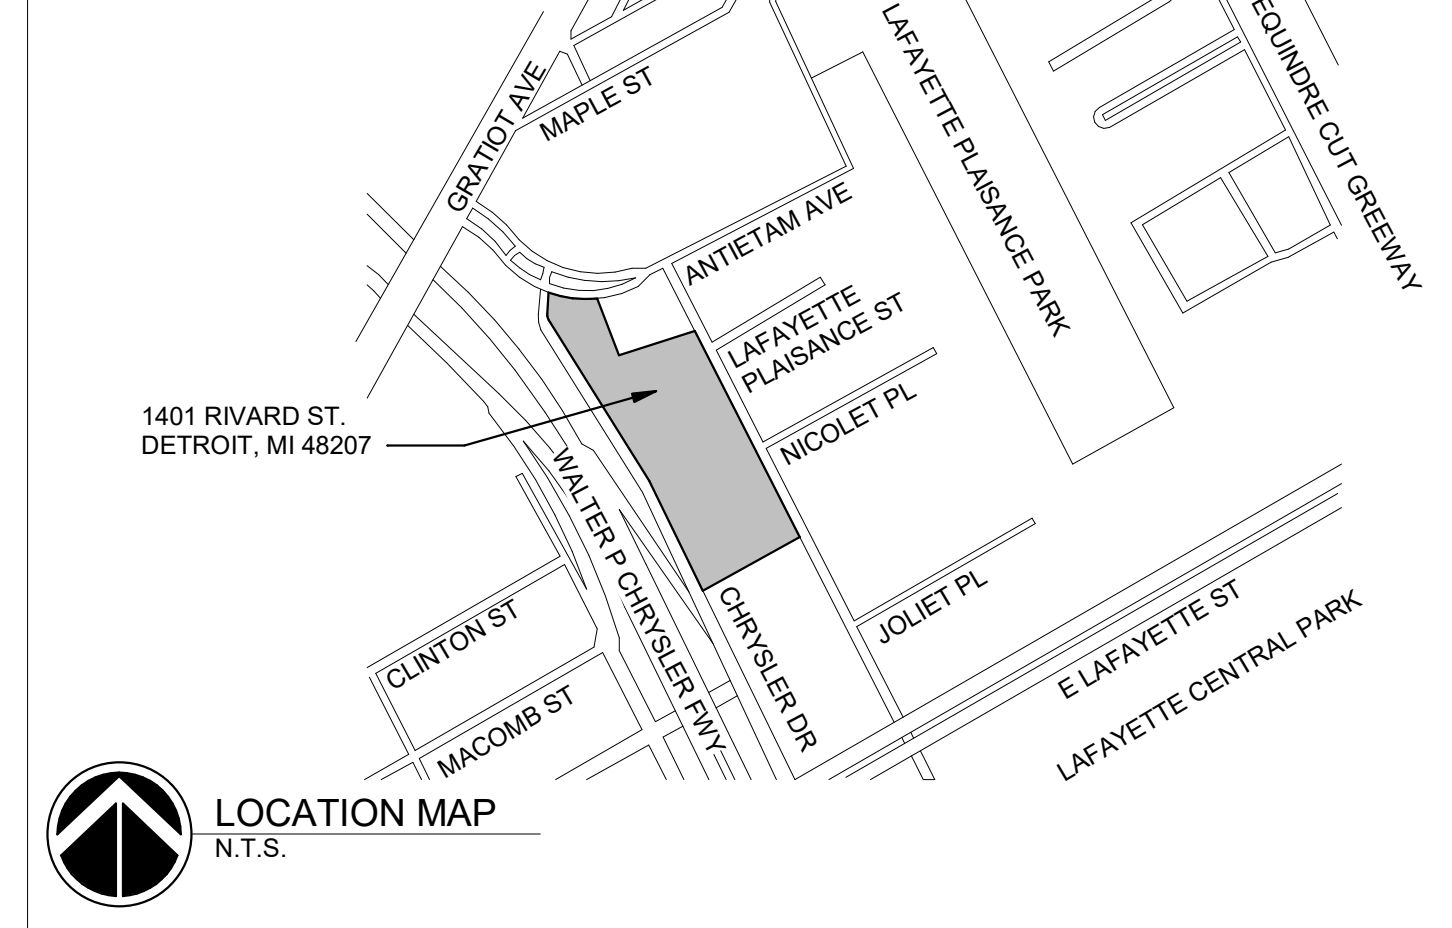 LAFAYETTE PLAISANCE PARK
EQUINDRE CUT GREEWAY
GRATIOT AVE
MAPLE ST
ANTIETAM AVE
LAFAYETTE
PLAISANCE ST
NICOLET PL
1401 RIVARD ST.
DETROIT, MI 48207
WALTER P CHRYSLER FWY
CHRYSLER DR
JOLIET PL
CLINTON ST
MACOMB ST
E LAFAYETTE ST
LAFAYETTE CENTRAL PARK
LOCATION MAP
N.T.S.